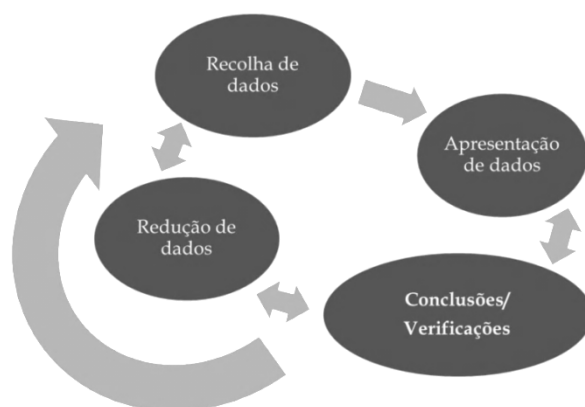 Recolha de
dados
Apresentação
de dados
Redução de
dados
Conclusões/
Verificações